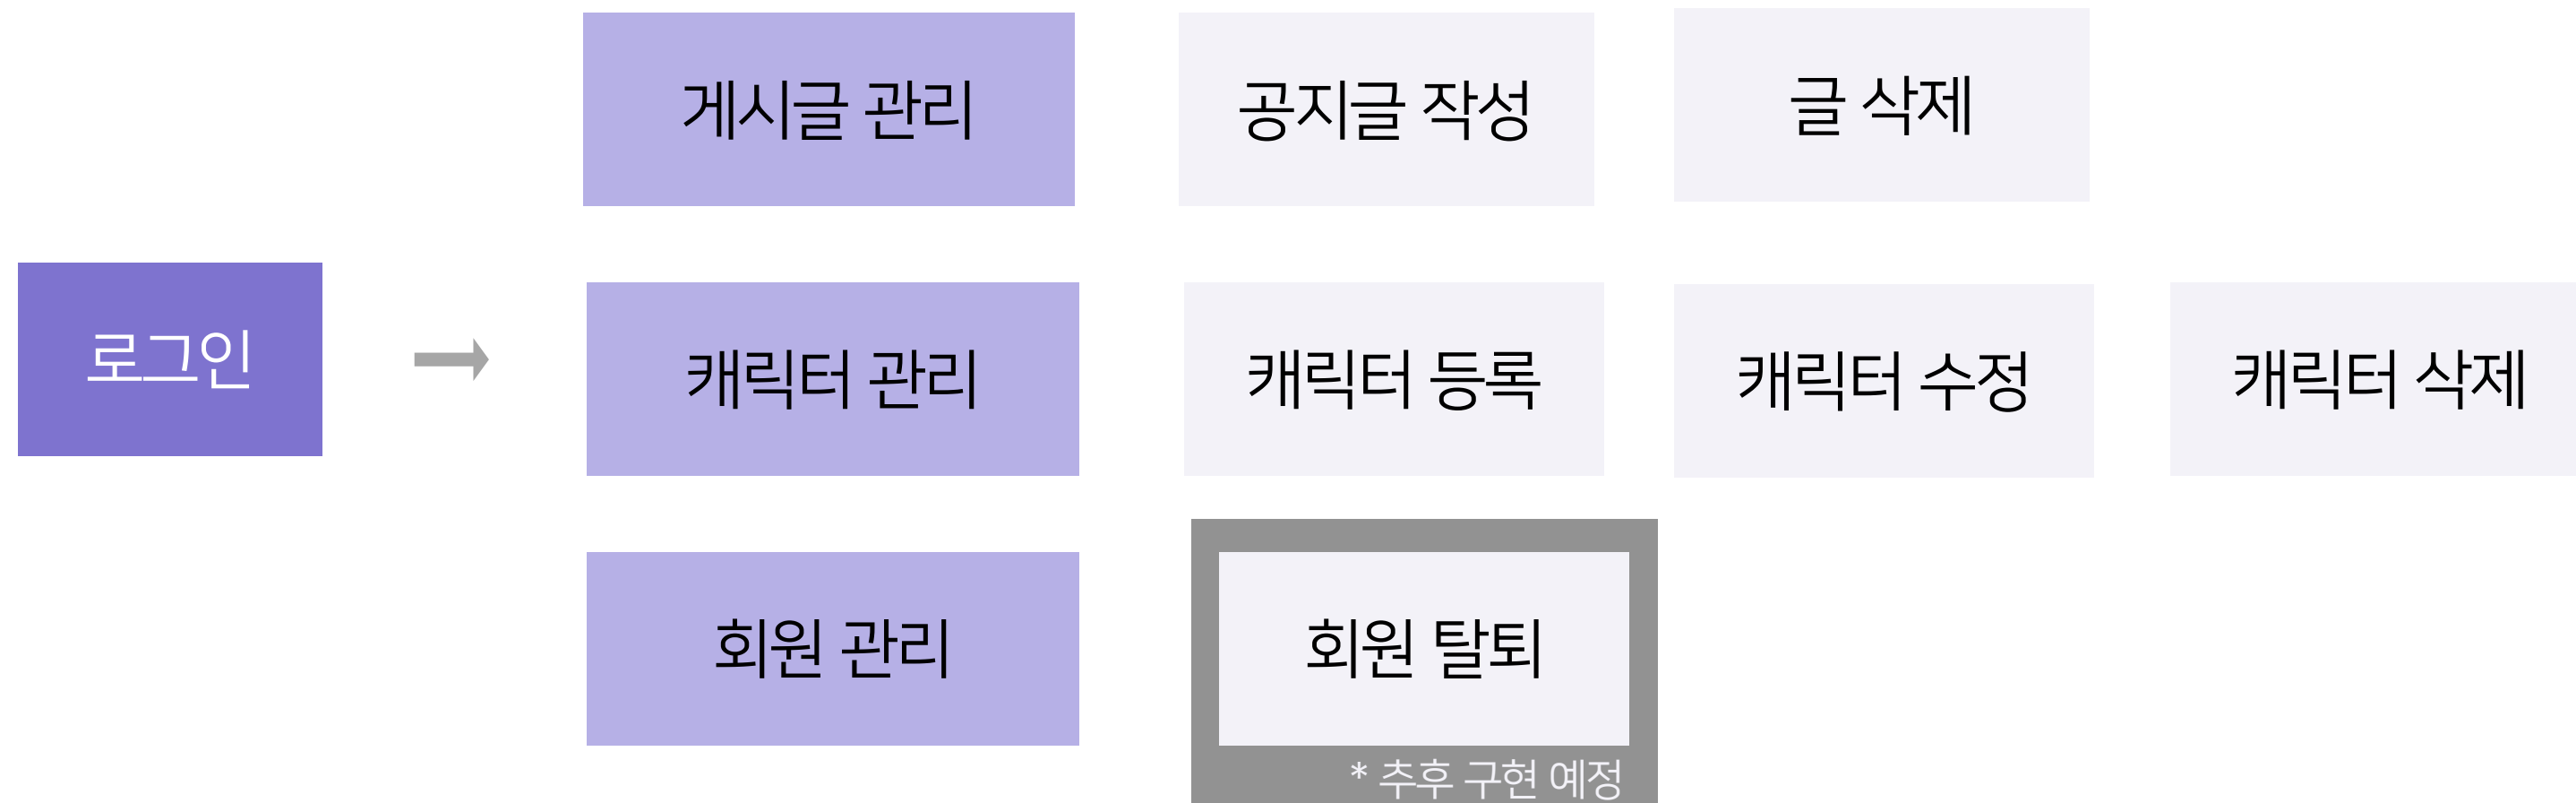 게시글 관리
공지글 작성
글 삭제
로그인
캐릭터 관리
캐릭터 등록
캐릭터 수정
캐릭터 삭제
회원 관리
회원 탈퇴
* 추후 구현 예정